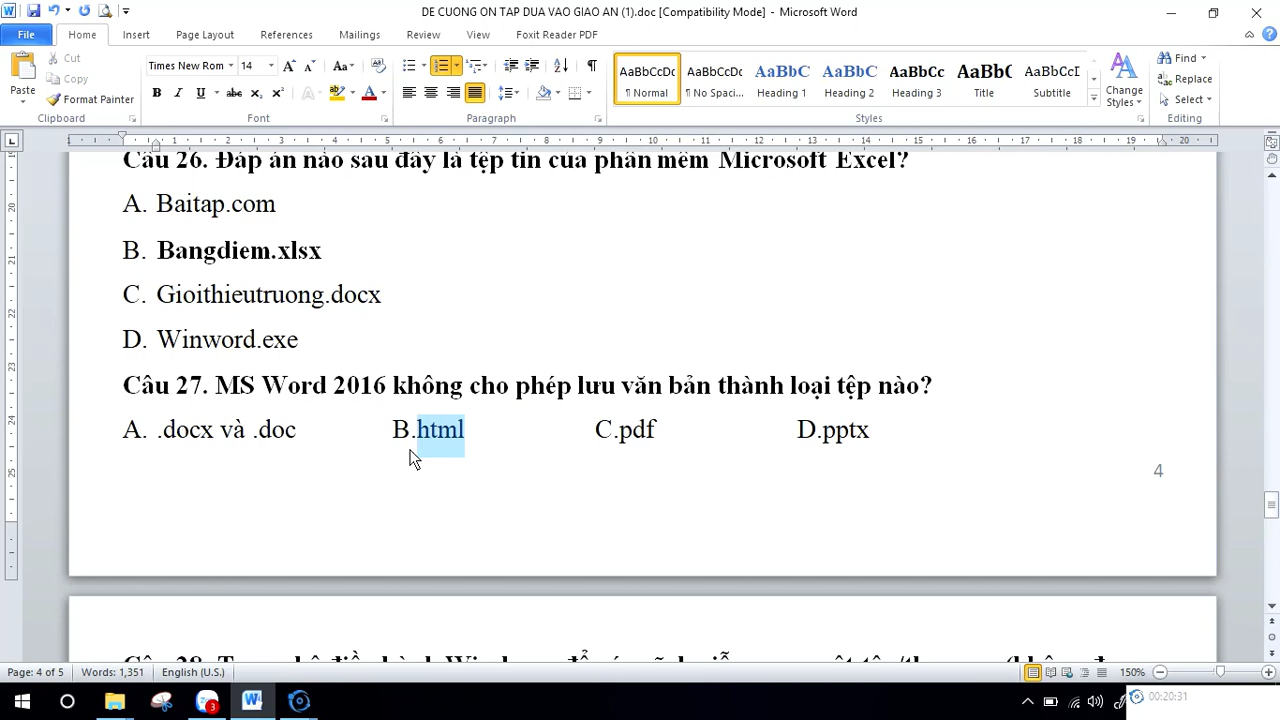 DE CUONG ON TAP DUA VAO GIAO AN (1).doc [Compatibility Mode] - Microsoft Word
File Home Insert Page Layout References Mailings Review View Foxit Reader PDF
Paste Cut Copy Format Painter Clipboard
Times New Rom 14 Font
Paragraph
AaBbCcDc ¶ Normal AaBbCcDc ¶ No Spaci... AaBbC Heading 1 AaBbC Heading 2 AaBbCc Heading 3 Title AaBbCcD Subtitle Styles
Change Styles
Find Replace Select Editing
Câu 26. Đáp án nào sau đây là tệp tin của phần mềm Microsoft Excel?
A. Baitap.com
B. Bangdiem.xlsx
C. Gioithieutruong.docx
D. Winword.exe
Câu 27. MS Word 2016 không cho phép lưu văn bản thành loại tệp nào?
A. .docx và .doc B.html C.pdf D.pptx
4
Page: 4 of 5 Words: 1,351 English (U.S.) 150%
3 00:20:31